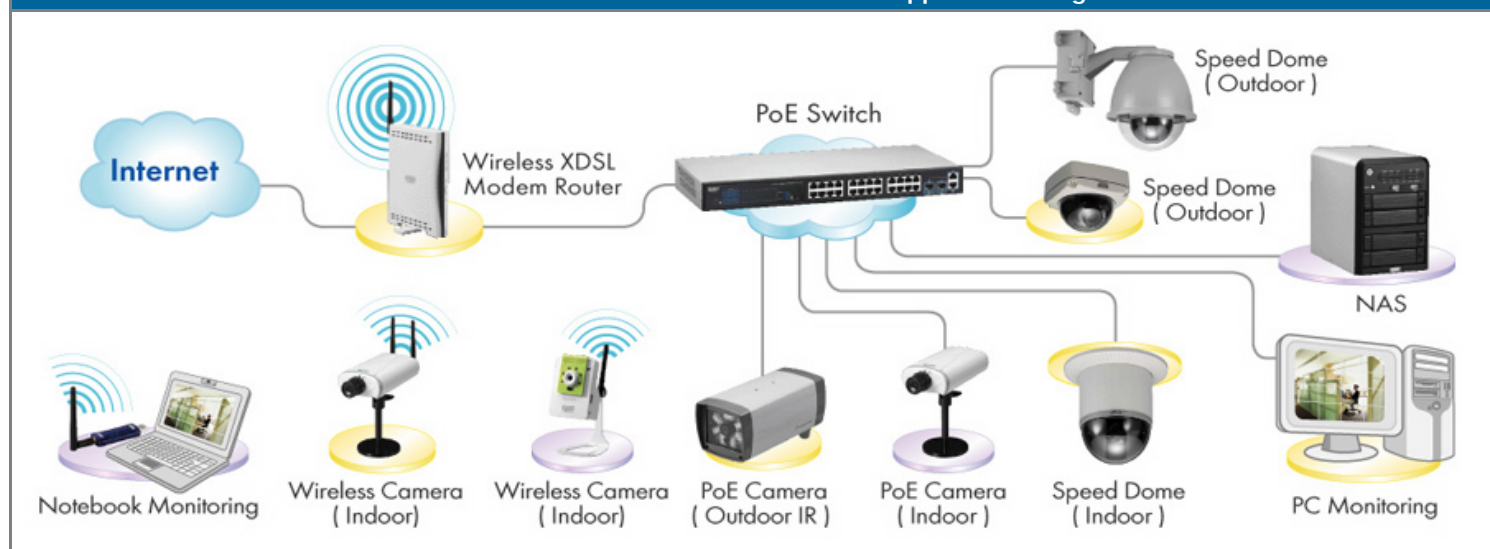 Internet
Wireless XDSL
Modem Router
PoE Switch
Speed Dome
( Outdoor )
Speed Dome
( Outdoor )
NAS
Notebook Monitoring
Wireless Camera
( Indoor)
Wireless Camera
( Indoor)
PoE Camera
( Outdoor IR )
PoE Camera
( Indoor )
Speed Dome
( Indoor )
PC Monitoring